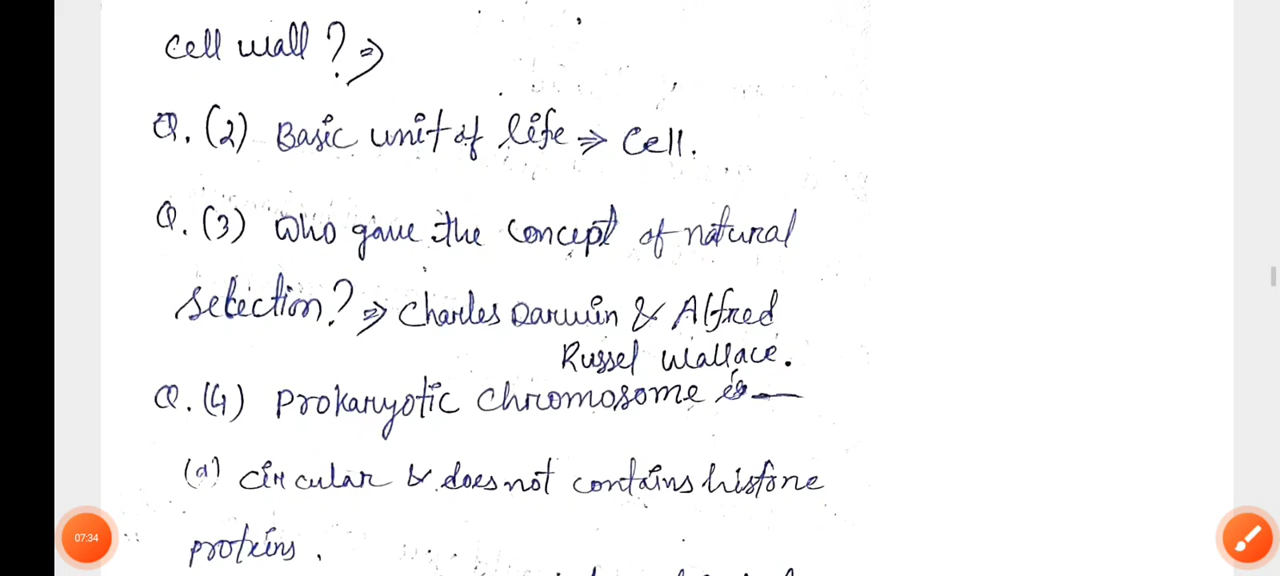 Cell wall? ⇒
Q. (2) Basic unit of life ⇒ Cell.
Q. (3) Who gave the concept of natural
selection? ⇒ Charles Darwin & Alfred
Russel Wallace.
Q. (4) Prokaryotic chromosome is —
(a) circular & does not contains histone
proteins.
07:34